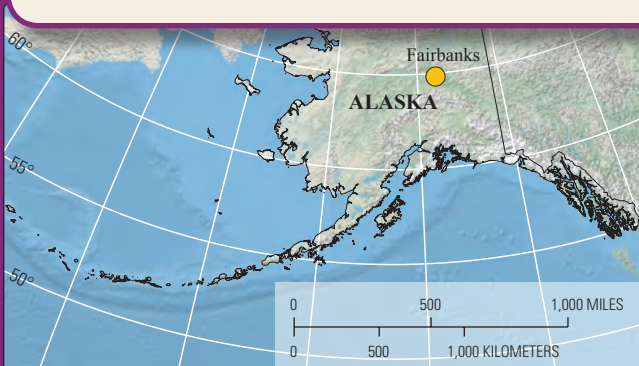 60°
Fairbanks
ALASKA
55°
50°
0 500 1,000 MILES
0 500 1,000 KILOMETERS